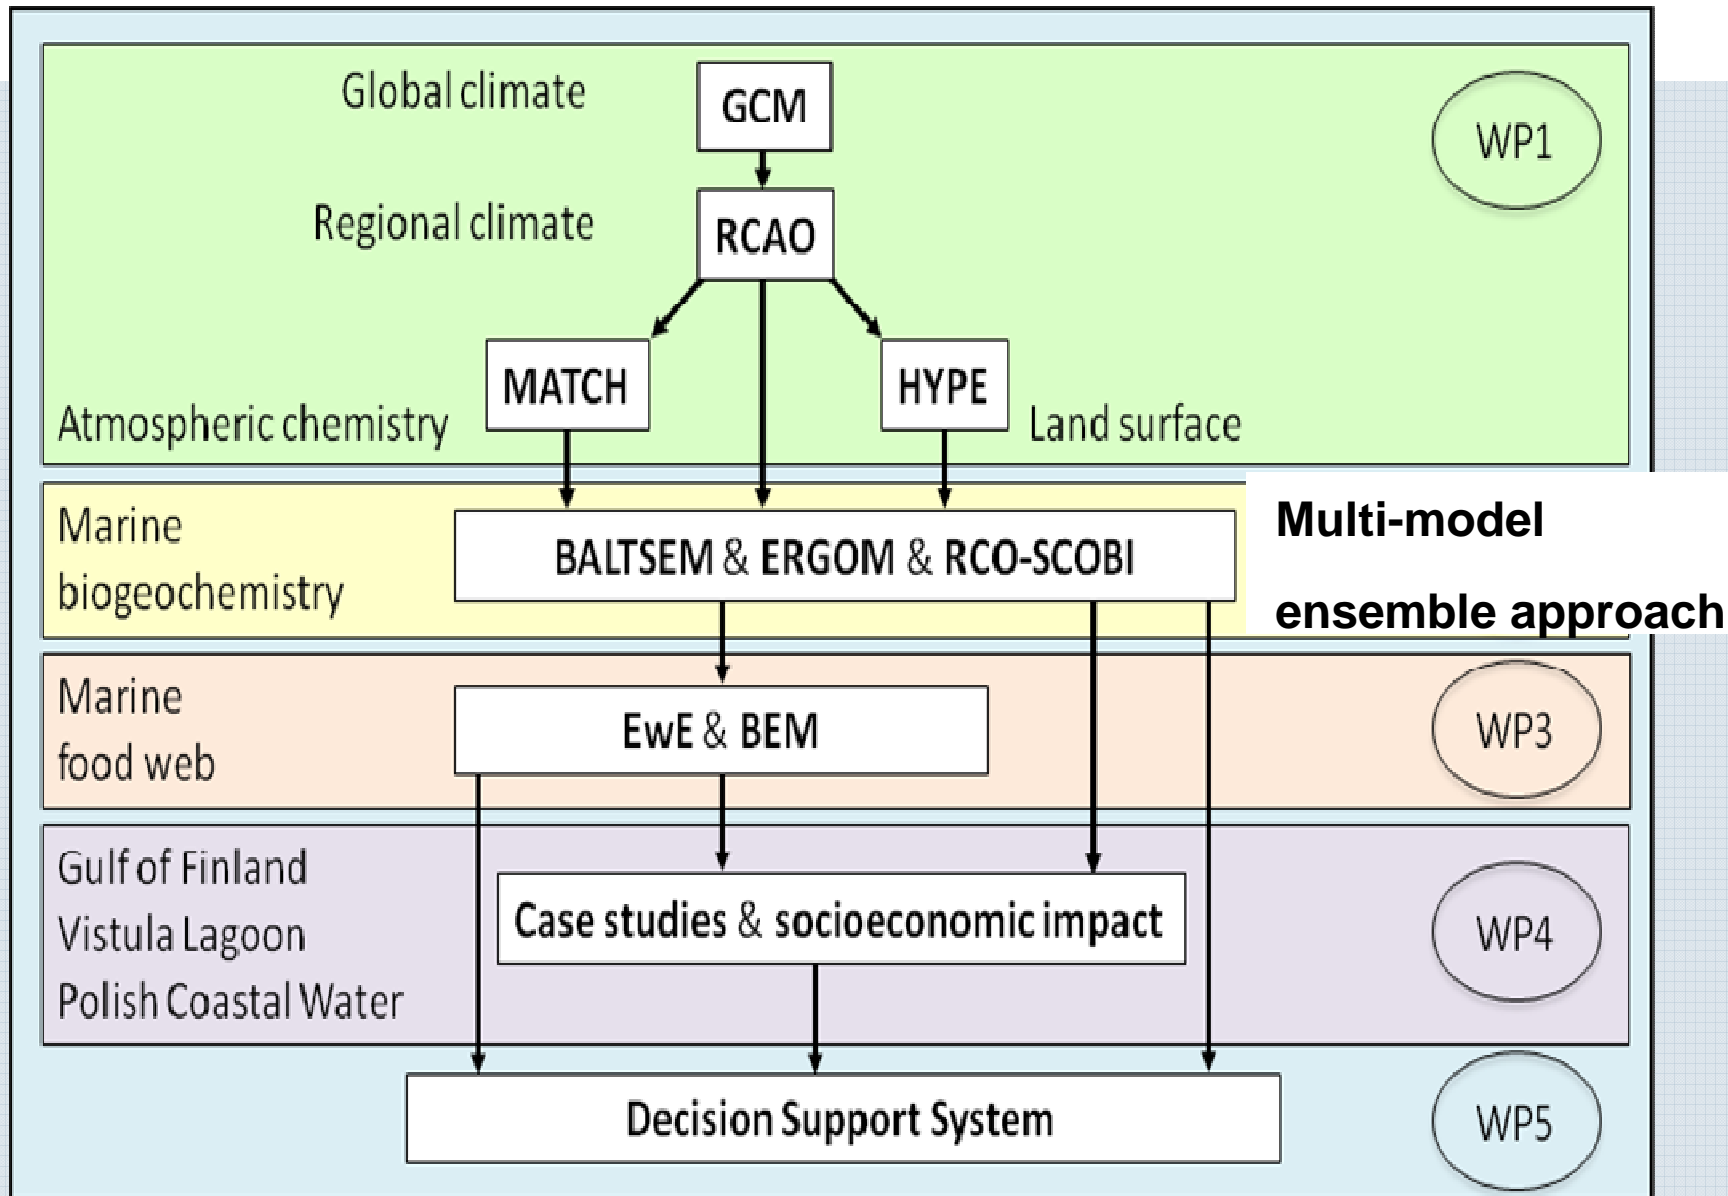 Global climate
GCM
WP1
Regional climate
RCAO
MATCH
HYPE
Atmospheric chemistry
Land surface
Marine
biogeochemistry
BALTSEM & ERGOM & RCO-SCOBI
Multi-model
ensemble approach
Marine
food web
EwE & BEM
WP3
Gulf of Finland
Vistula Lagoon
Polish Coastal Water
Case studies & socioeconomic impact
WP4
Decision Support System
WP5